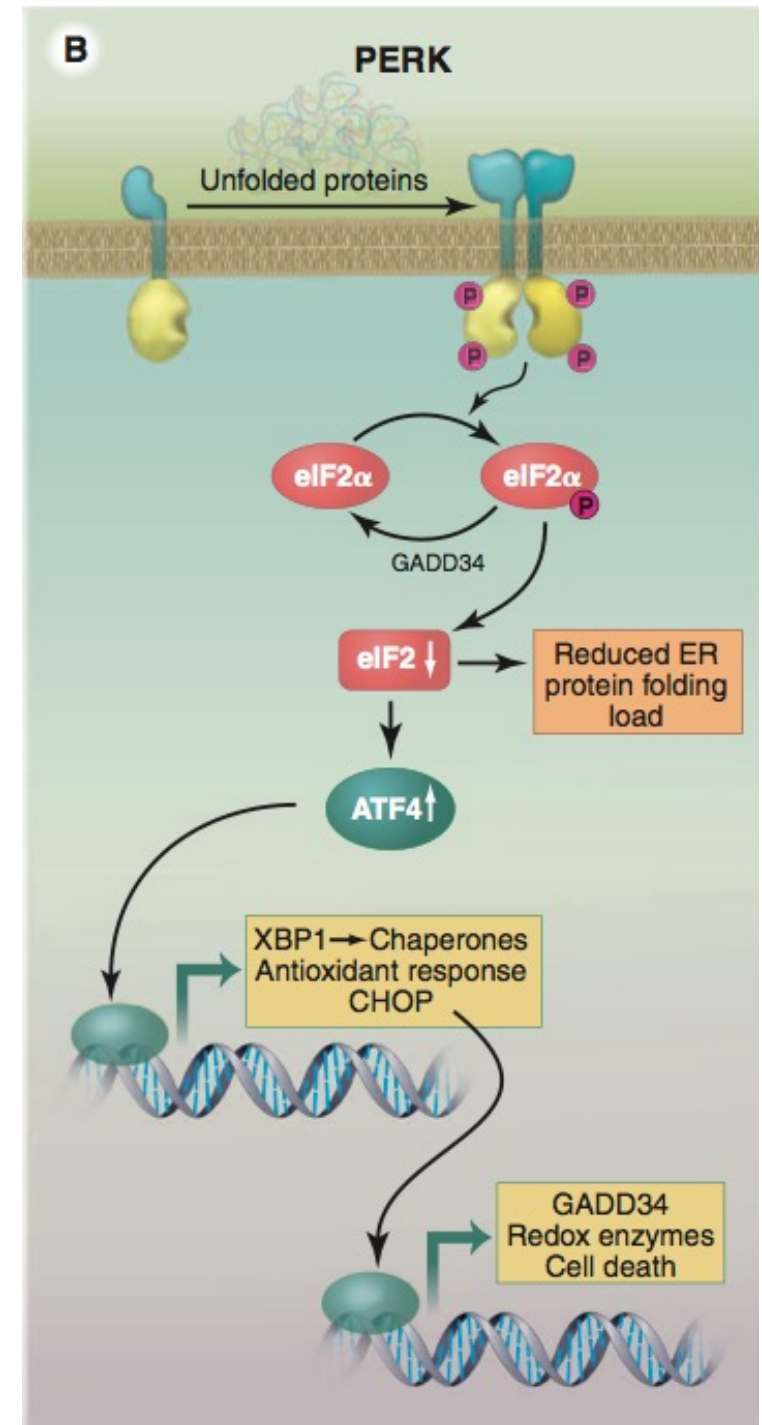 B
PERK
Unfolded proteins
P
P
P
P
eIF2α
eIF2α
P
GADD34
eIF2↓
Reduced ER
protein folding
load
ATF4↑
XBP1→Chaperones
Antioxidant response
CHOP
GADD34
Redox enzymes
Cell death